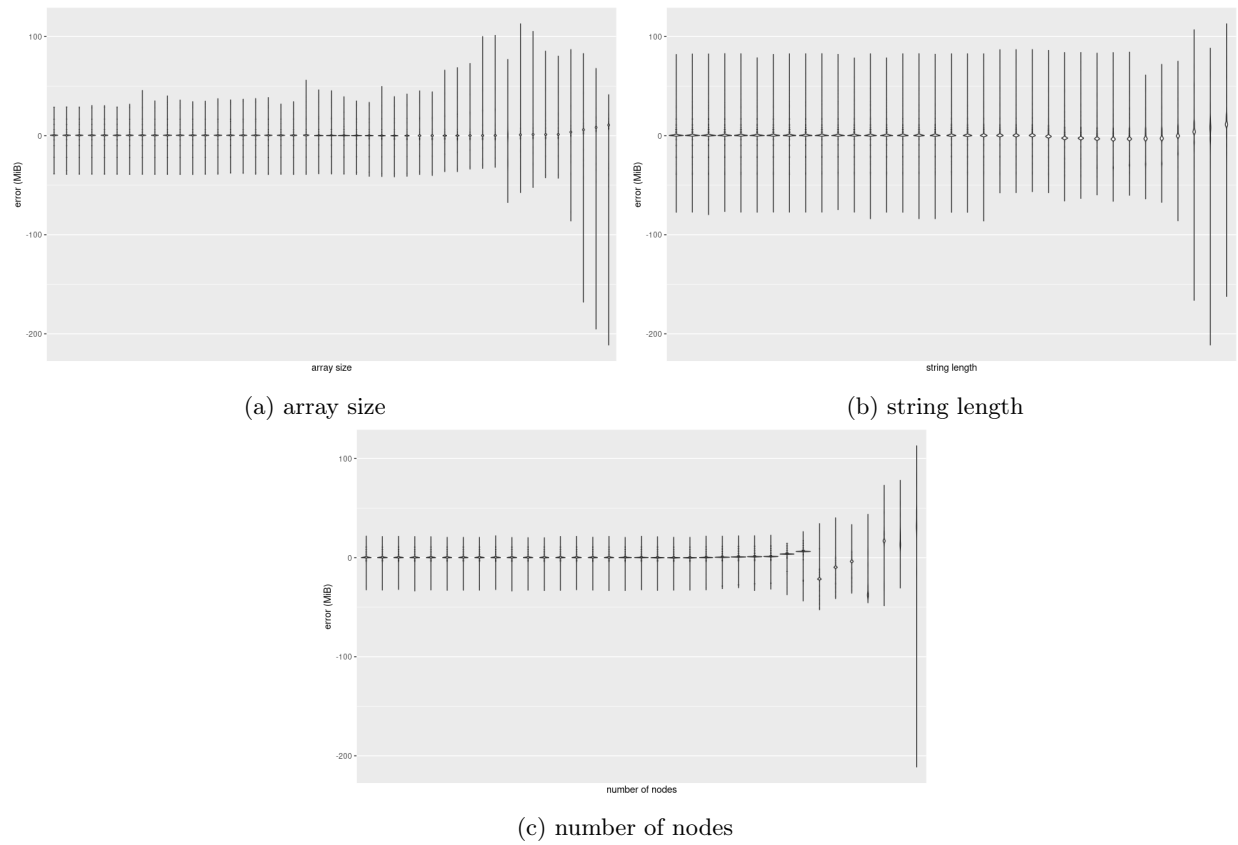 100
0
-100
-200
error (MiB)
array size
(a) array size
100
0
-100
-200
error (MiB)
string length
(b) string length
100
0
-100
-200
error (MiB)
number of nodes
(c) number of nodes